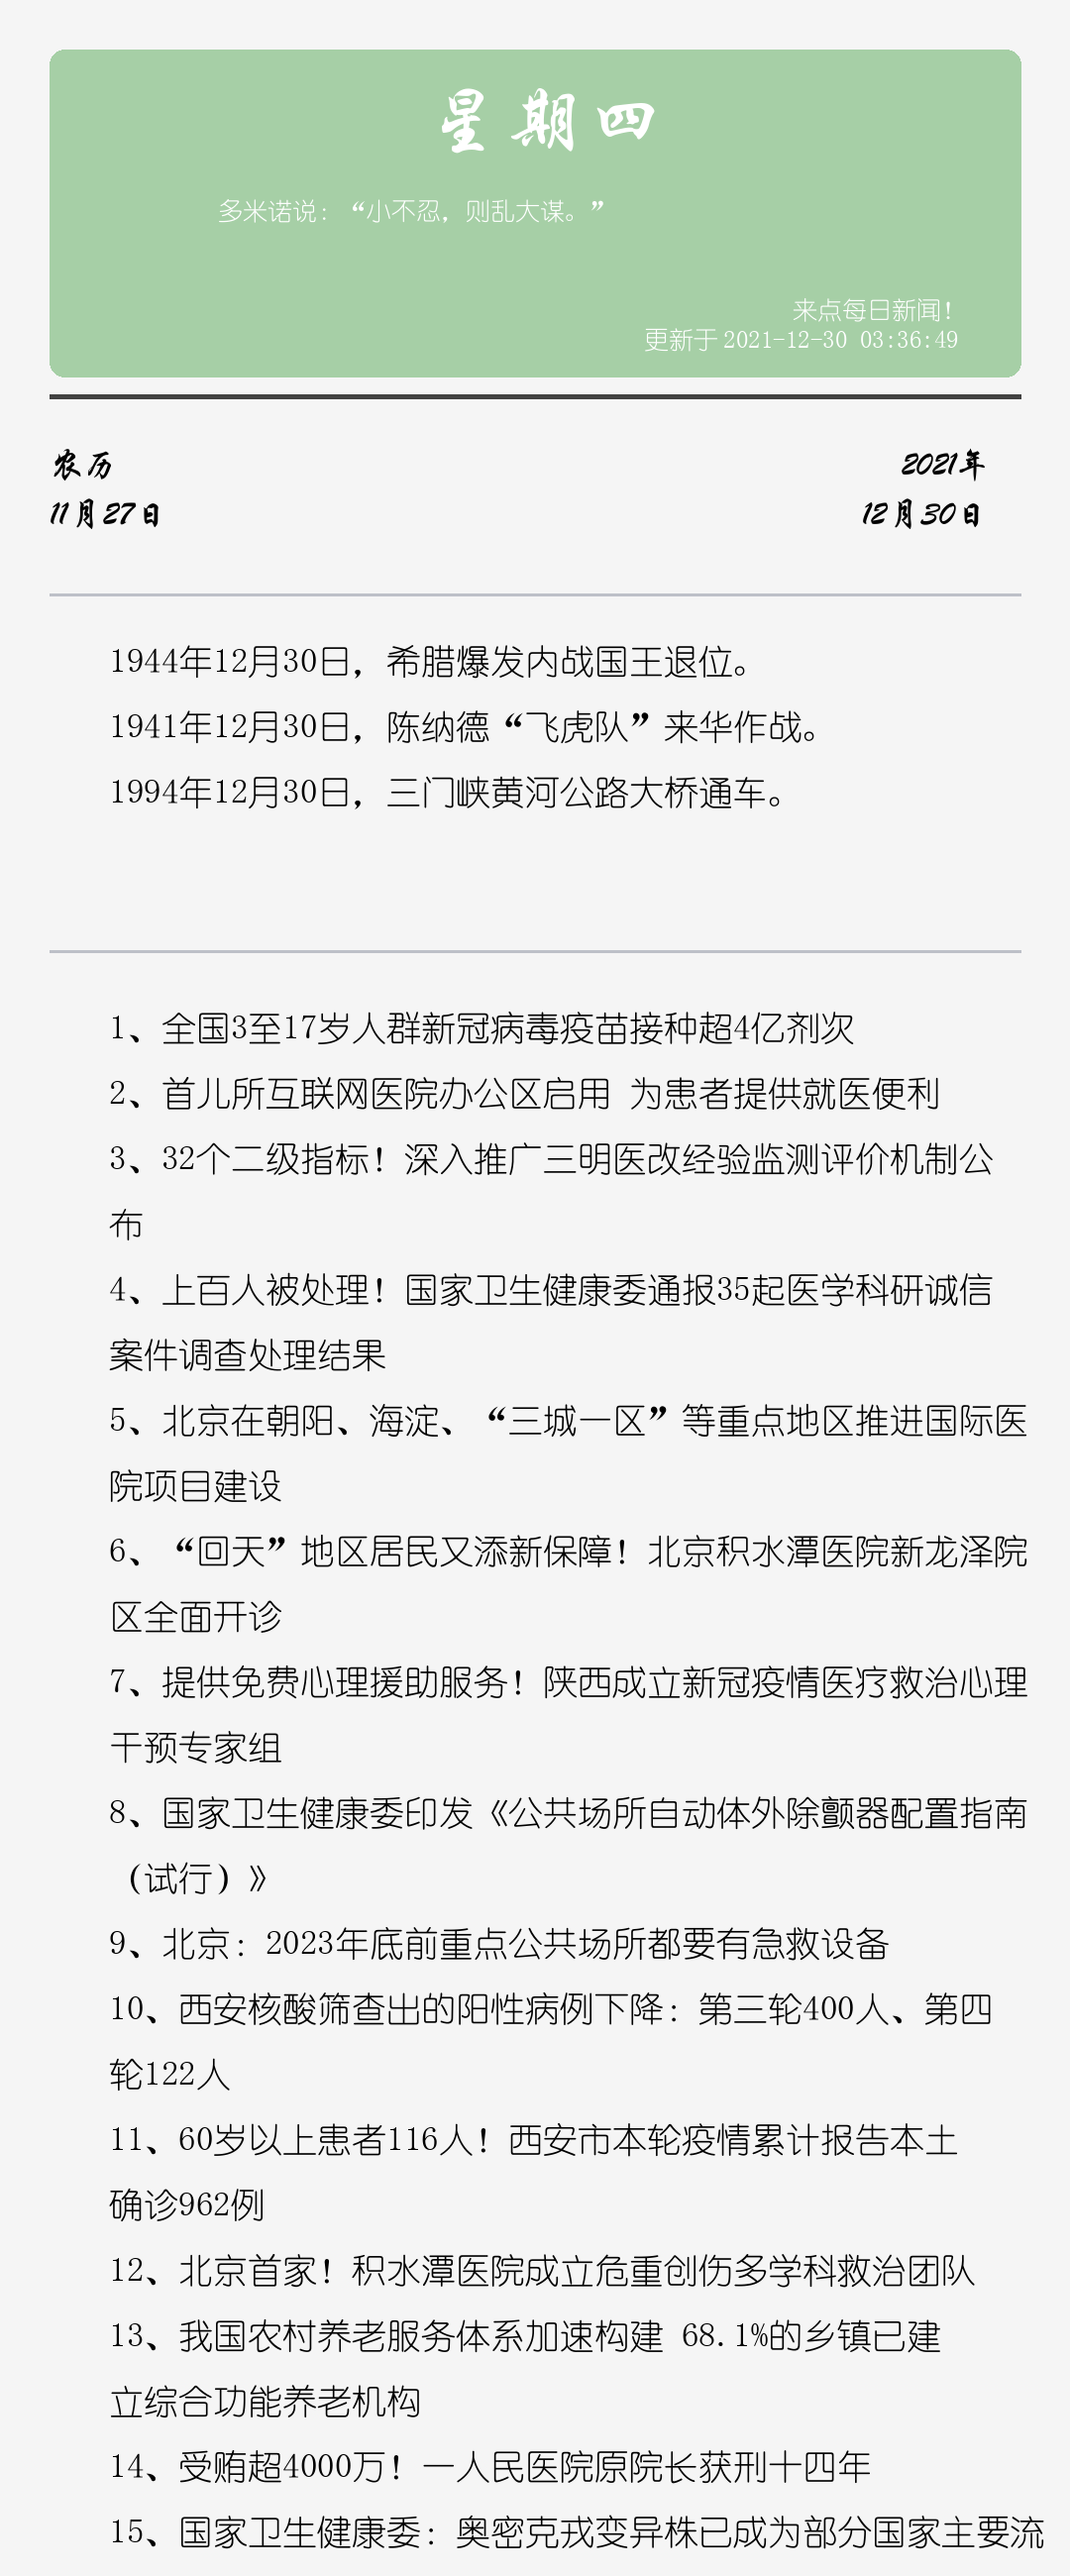 星期四
多米诺说：“小不忍，则乱大谋。”
来点每日新闻！
更新于2021-12-30 03:36:49
农历
2021年
11月27日
12月30日
1944年12月30日，希腊爆发内战国王退位。
1941年12月30日，陈纳德“飞虎队”来华作战。
1994年12月30日，三门峡黄河公路大桥通车。
1、全国3至17岁人群新冠病毒疫苗接种超4亿剂次
2、首儿所互联网医院办公区启用 为患者提供就医便利
3、32个二级指标！深入推广三明医改经验监测评价机制公
布
4、上百人被处理！国家卫生健康委通报35起医学科研诚信
案件调查处理结果
5、北京在朝阳、海淀、“三城一区”等重点地区推进国际医
院项目建设
6、“回天”地区居民又添新保障！北京积水潭医院新龙泽院
区全面开诊
7、提供免费心理援助服务！陕西成立新冠疫情医疗救治心理
干预专家组
8、国家卫生健康委印发《公共场所自动体外除颤器配置指南
（试行）》
9、北京：2023年底前重点公共场所都要有急救设备
10、西安核酸筛查出的阳性病例下降：第三轮400人、第四
轮122人
11、60岁以上患者116人！西安市本轮疫情累计报告本土
确诊962例
12、北京首家！积水潭医院成立危重创伤多学科救治团队
13、我国农村养老服务体系加速构建 68.1%的乡镇已建
立综合功能养老机构
14、受贿超4000万！一人民医院原院长获刑十四年
15、国家卫生健康委：奥密克戎变异株已成为部分国家主要流